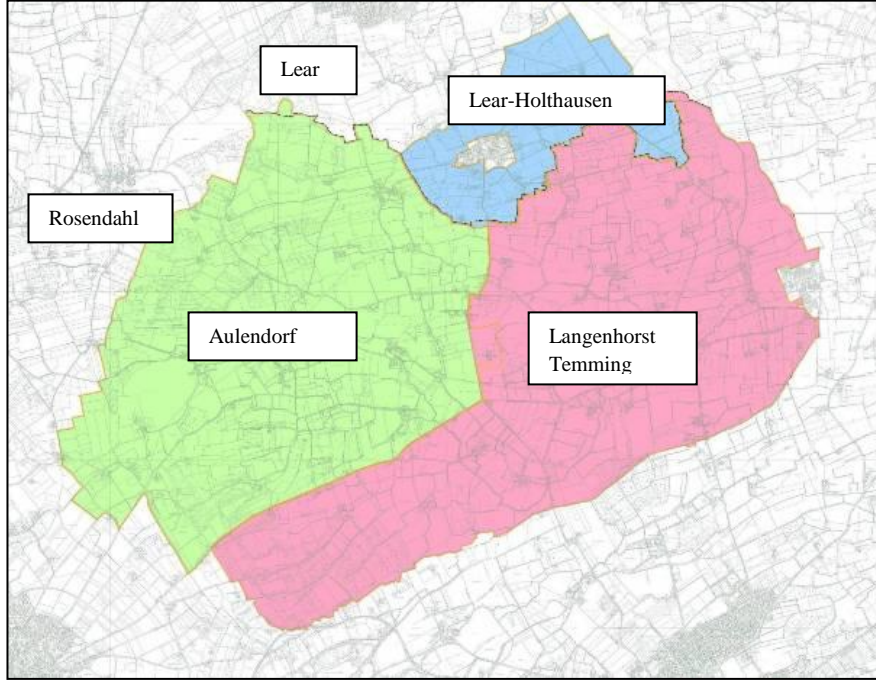 Lear
Lear-Holthausen
Rosendahl
Aulendorf
Langenhorst
Temming